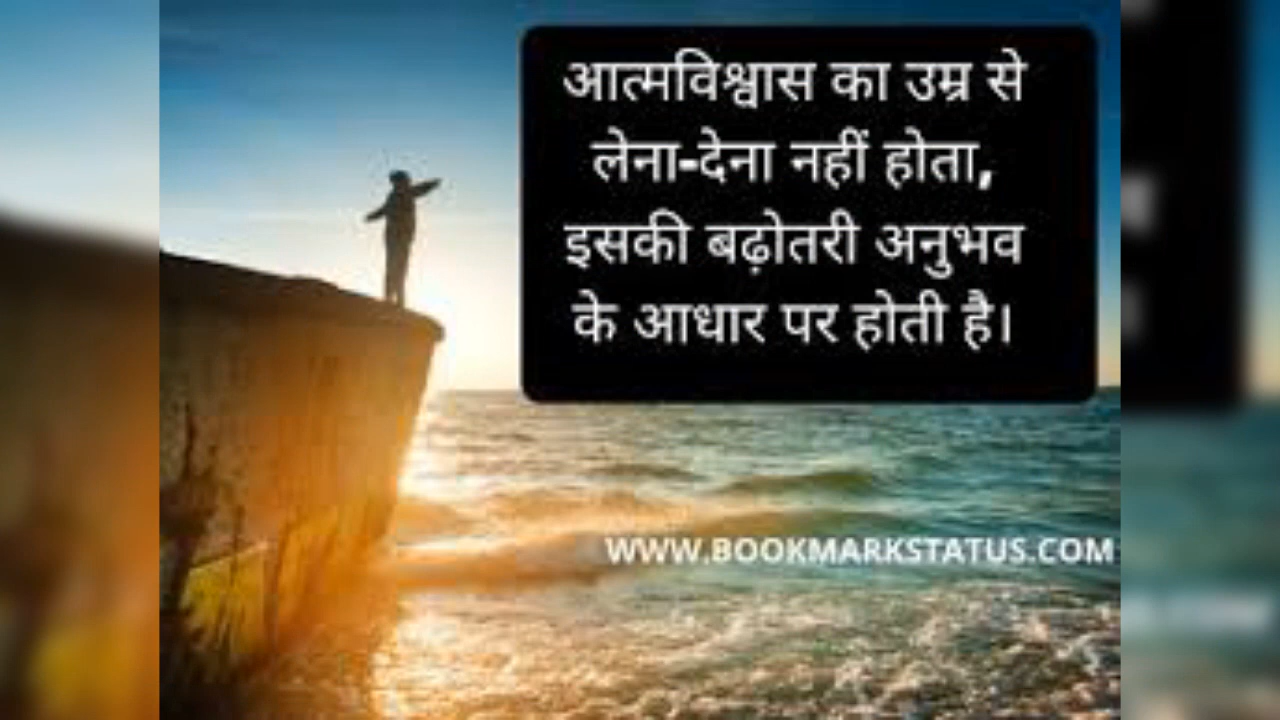 आत्मविश्वास का उम्र से
लेना-देना नहीं होता,
इसकी बढ़ोतरी अनुभव
के आधार पर होती है।
WWW.BOOKMARKSTATUS.COM